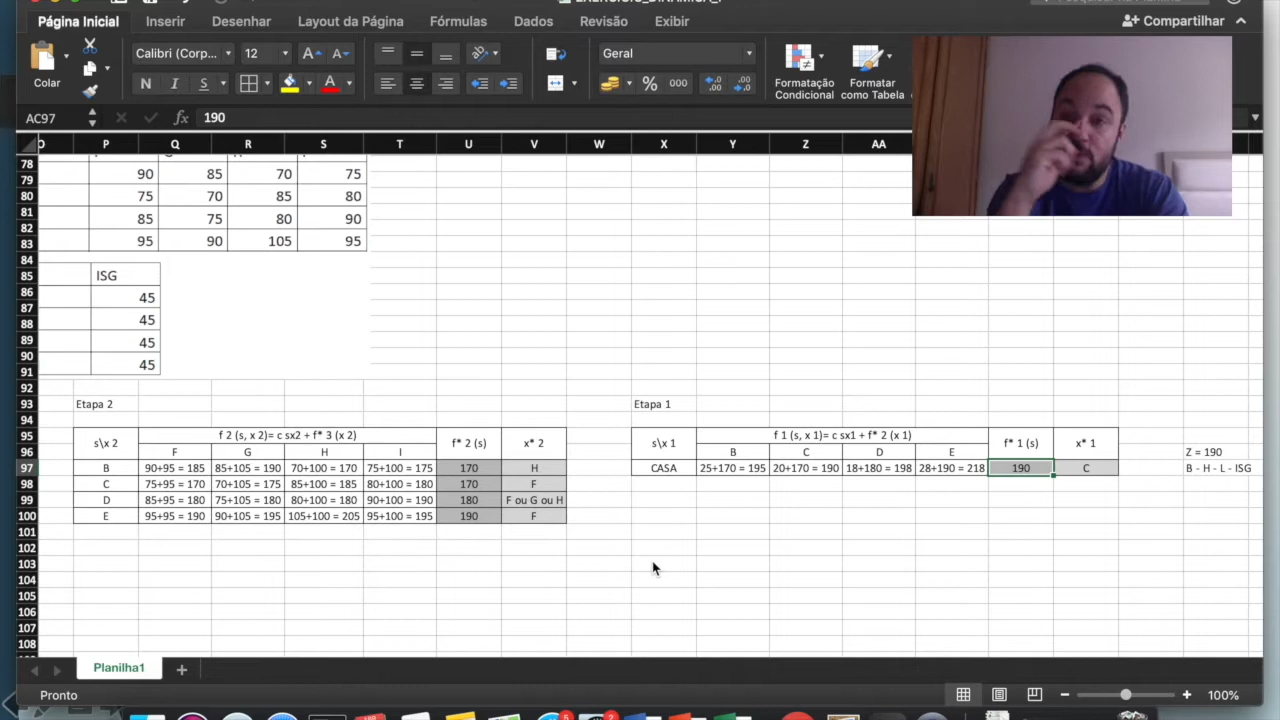 Página Inicial Inserir Desenhar Layout da Página Fórmulas Dados Revisão Exibir Compartilhar
Calibri (Corp... 12 A A Geral
Colar N I S A % 000 Formatação Condicional Formatar como Tabela
AC97 fx 190
P Q R S T U V W X Y Z AA
78
79 90 85 70 75
80 75 70 85 80
81 85 75 80 90
82
83 95 90 105 95
84
85 ISG
86 45
87 45
88
89 45
90 45
91
92
93 Etapa 2 Etapa 1
94
95 s\x 2 f 2 (s, x 2)= c sx2 + f* 3 (x 2) f* 2 (s) x* 2 s\x 1 f 1 (s, x 1)= c sx1 + f* 2 (x 1) f* 1 (s) x* 1
96 F G H I B C D E Z = 190
97 B 90+95 = 185 85+105 = 190 70+100 = 170 75+100 = 175 170 H CASA 25+170 = 195 20+170 = 190 18+180 = 198 28+190 = 218 190 C B - H - L - ISG
98 C 75+95 = 170 70+105 = 175 85+100 = 185 80+100 = 180 170 F
99 D 85+95 = 180 75+105 = 180 80+100 = 180 90+100 = 190 180 F ou G ou H
100 E 95+95 = 190 90+105 = 195 105+100 = 205 95+100 = 195 190 F
101
102
103
104
105
106
107
108
Planilha1
Pronto 100%